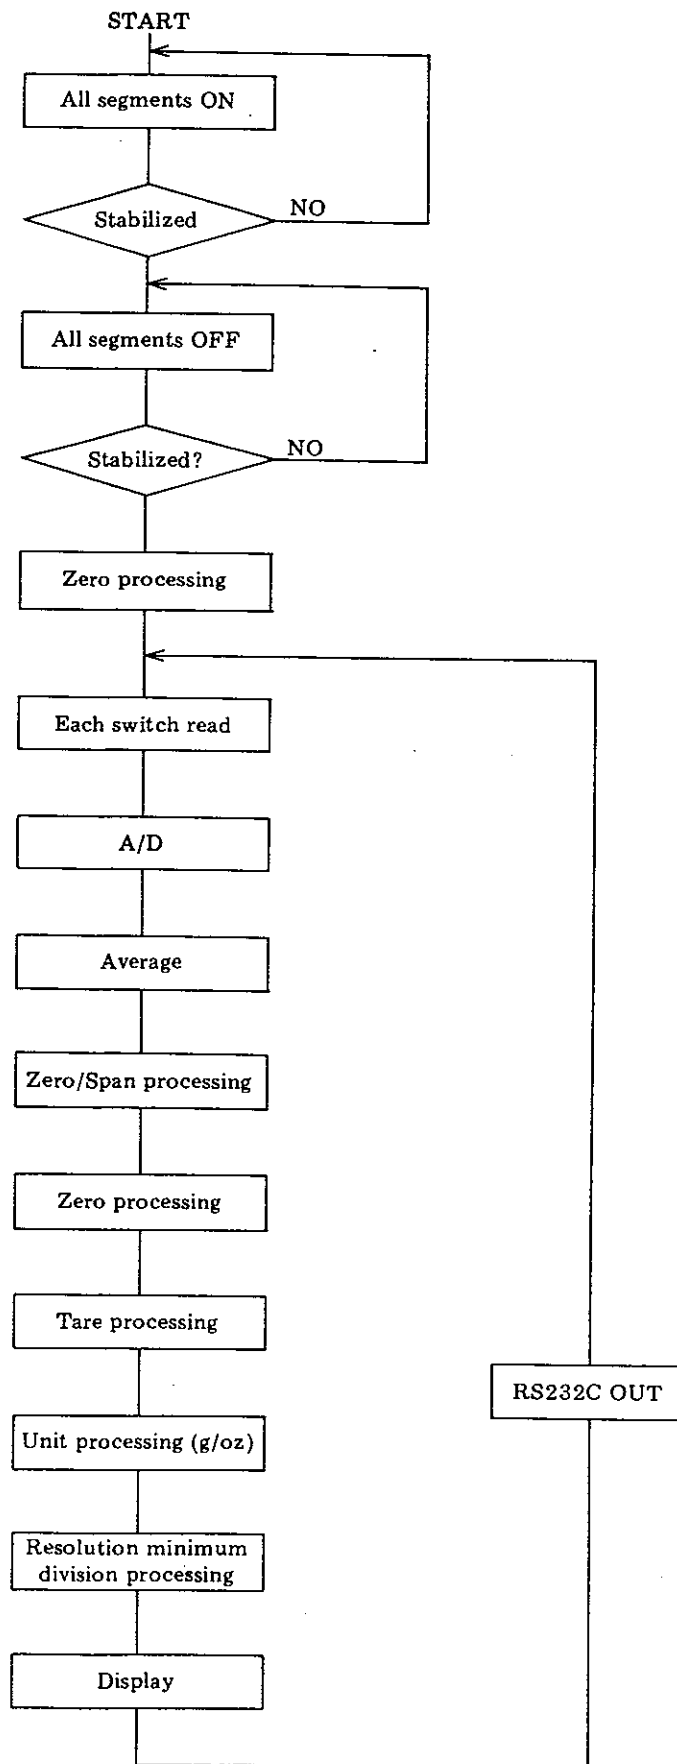 START
All segments ON
Stabilized
NO
All segments OFF
Stabilized?
NO
Zero processing
Each switch read
A/D
Average
Zero/Span processing
Zero processing
Tare processing
RS232C OUT
Unit processing (g/oz)
Resolution minimum
division processing
Display